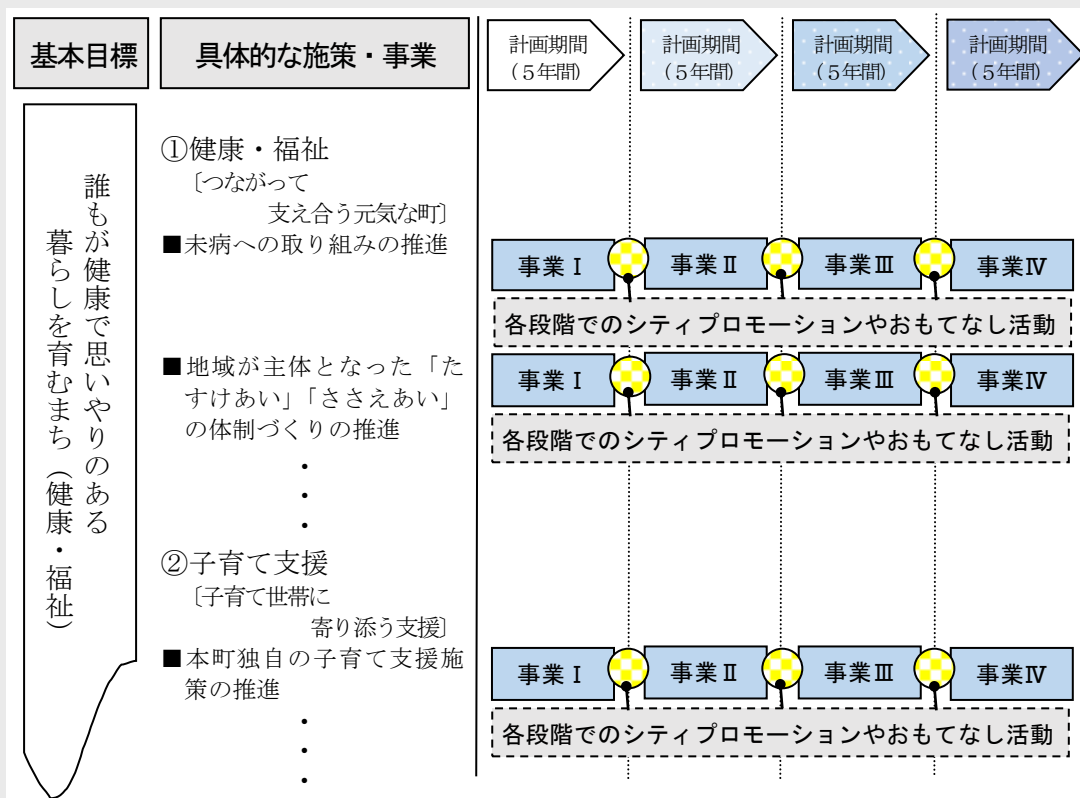 基本目標
具体的な施策・事業
計画期間
(5年間)
計画期間
(5年間)
計画期間
(5年間)
計画期間
(5年間)
誰もが健康で思いやりのある
暮らしを育むまち(健康・福祉)
①健康・福祉
〔つながって
支え合う元気な町〕
■未病への取り組みの推進
事業Ⅰ
事業Ⅱ
事業Ⅲ
事業Ⅳ
各段階でのシティプロモーションやおもてなし活動
■地域が主体となった「た
すけあい」「ささえあい」
の体制づくりの推進
・
・
・
事業Ⅰ
事業Ⅱ
事業Ⅲ
事業Ⅳ
各段階でのシティプロモーションやおもてなし活動
②子育て支援
〔子育て世帯に
寄り添う支援〕
■本町独自の子育て支援施
策の推進
・
・
・
事業Ⅰ
事業Ⅱ
事業Ⅲ
事業Ⅳ
各段階でのシティプロモーションやおもてなし活動